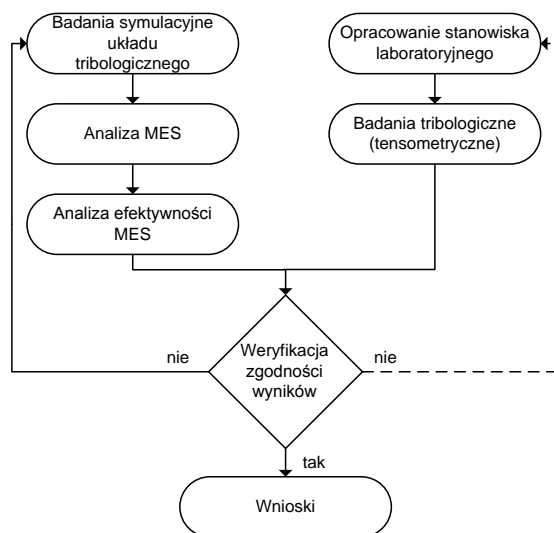 Badania symulacyjne
układu
tribologicznego
Analiza MES
Analiza efektywności
MES
Opracowanie stanowiska
laboratoryjnego
Badania tribologiczne
(tensometryczne)
nie
Weryfikacja
zgodności
wyników
nie
tak
Wnioski